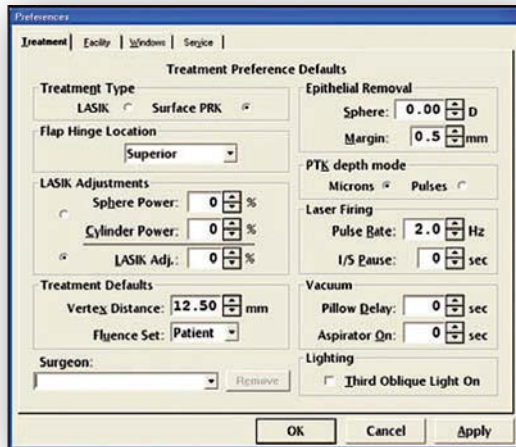 Preferences
Treatment Facility Windows Service
Treatment Preference Defaults
Treatment Type
LASIK Surface PRK
Flap Hinge Location
Superior
LASIK Adjustments
Sphere Power: 0 %
Cylinder Power: 0 %
LASIK Adj.: 0 %
Treatment Defaults
Vertex Distance: 12.50 mm
Fluence Set: Patient
Surgeon:
Remove
Epithelial Removal
Sphere: 0.00 D
Margin: 0.5 mm
PTK depth mode
Microns Pulses
Laser Firing
Pulse Rate: 2.0 Hz
I/S Pause: 0 sec
Vacuum
Pillow Delay: 0 sec
Aspirator On: 0 sec
Lighting
Third Oblique Light On
OK Cancel Apply